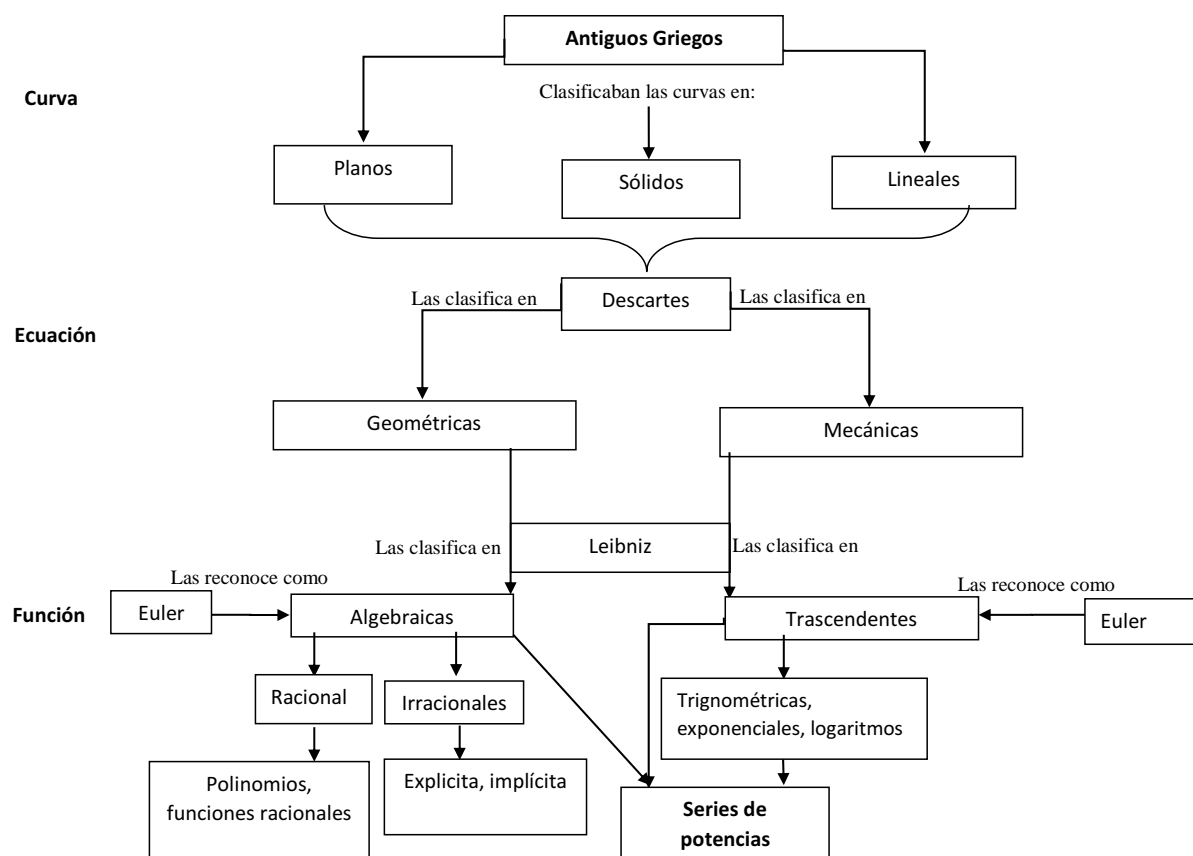 Antiguos Griegos
Curva
Clasificaban las curvas en:
Planos
Sólidos
Lineales
Las clasifica en
Descartes
Las clasifica en
Ecuación
Geométricas
Mecánicas
Las clasifica en
Leibniz
Las clasifica en
Las reconoce como
Las reconoce como
Función
Euler
Algebraicas
Trascendentes
Euler
Racional
Irracionales
Trignométricas,
exponenciales, logaritmos
Polinomios,
funciones racionales
Explicita, implícita
Series de
potencias